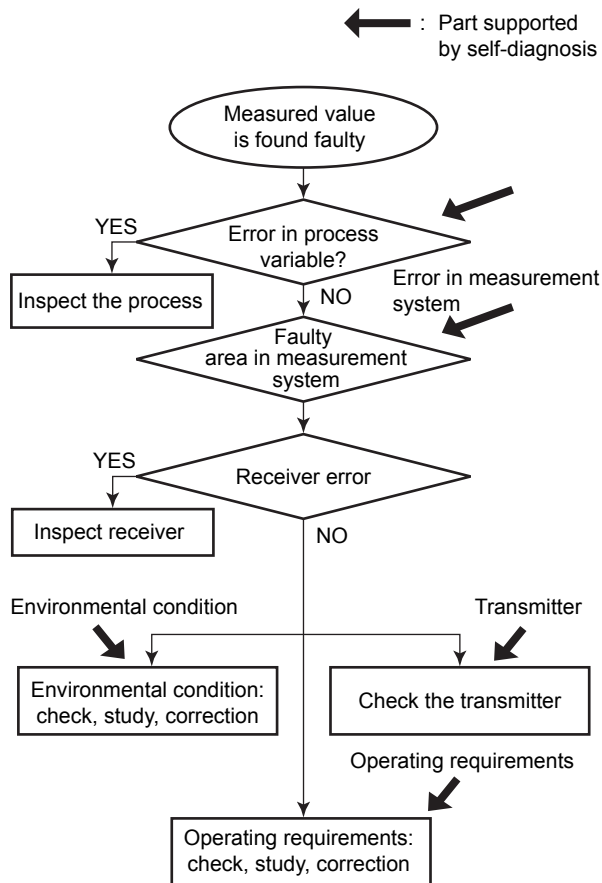 : Part supported
by self-diagnosis
Measured value
is found faulty
YES
Error in process
variable?
Inspect the process
NO
Error in measurement
system
Faulty
area in measurement
system
YES
Receiver error
Inspect receiver
NO
Environmental condition
Transmitter
Environmental condition:
check, study, correction
Check the transmitter
Operating requirements
Operating requirements:
check, study, correction